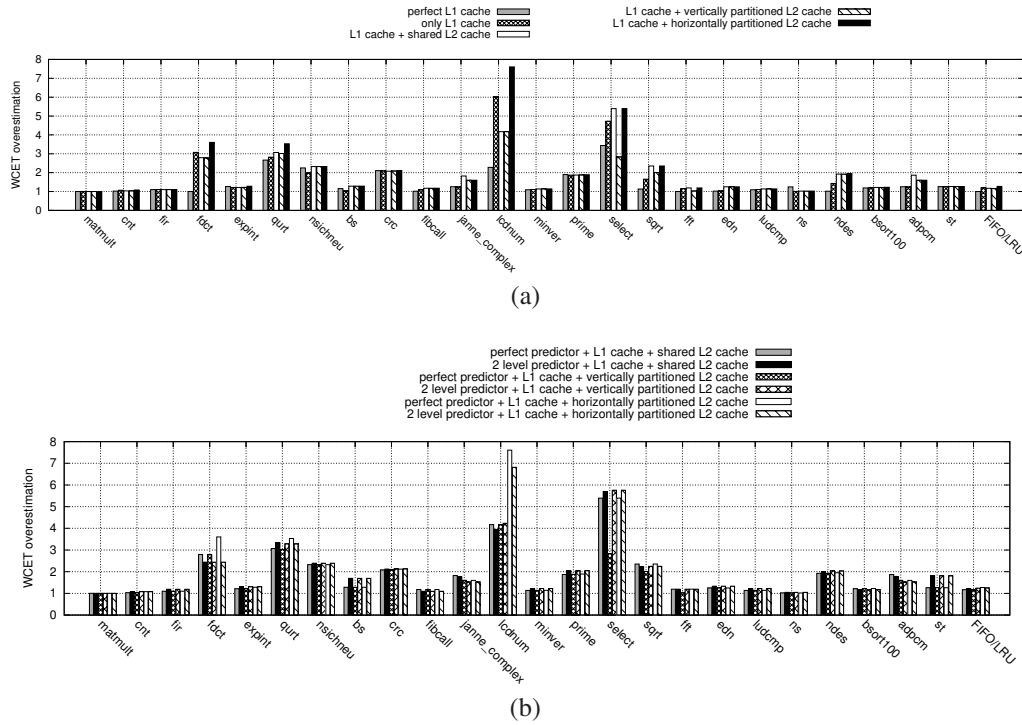 perfect L1 cache
only L1 cache
L1 cache + shared L2 cache
L1 cache + vertically partitioned L2 cache
L1 cache + horizontally partitioned L2 cache
WCET overestimation
8
7
6
5
4
3
2
1
0
matmult
cnt
fir
fdct
expint
qurt
nsichneu
bs
crc
fibcall
janne_complex
lcdnum
minver
prime
select
sqrt
fft
edn
ludcmp
ns
ndes
bsort100
adpcm
st
FIFO/LRU
(a)
perfect predictor + L1 cache + shared L2 cache
2 level predictor + L1 cache + shared L2 cache
perfect predictor + L1 cache + vertically partitioned L2 cache
2 level predictor + L1 cache + vertically partitioned L2 cache
perfect predictor + L1 cache + horizontally partitioned L2 cache
2 level predictor + L1 cache + horizontally partitioned L2 cache
WCET overestimation
8
7
6
5
4
3
2
1
0
matmult
cnt
fir
fdct
expint
qurt
nsichneu
bs
crc
fibcall
janne_complex
lcdnum
minver
prime
select
sqrt
fft
edn
ludcmp
ns
ndes
bsort100
adpcm
st
FIFO/LRU
(b)